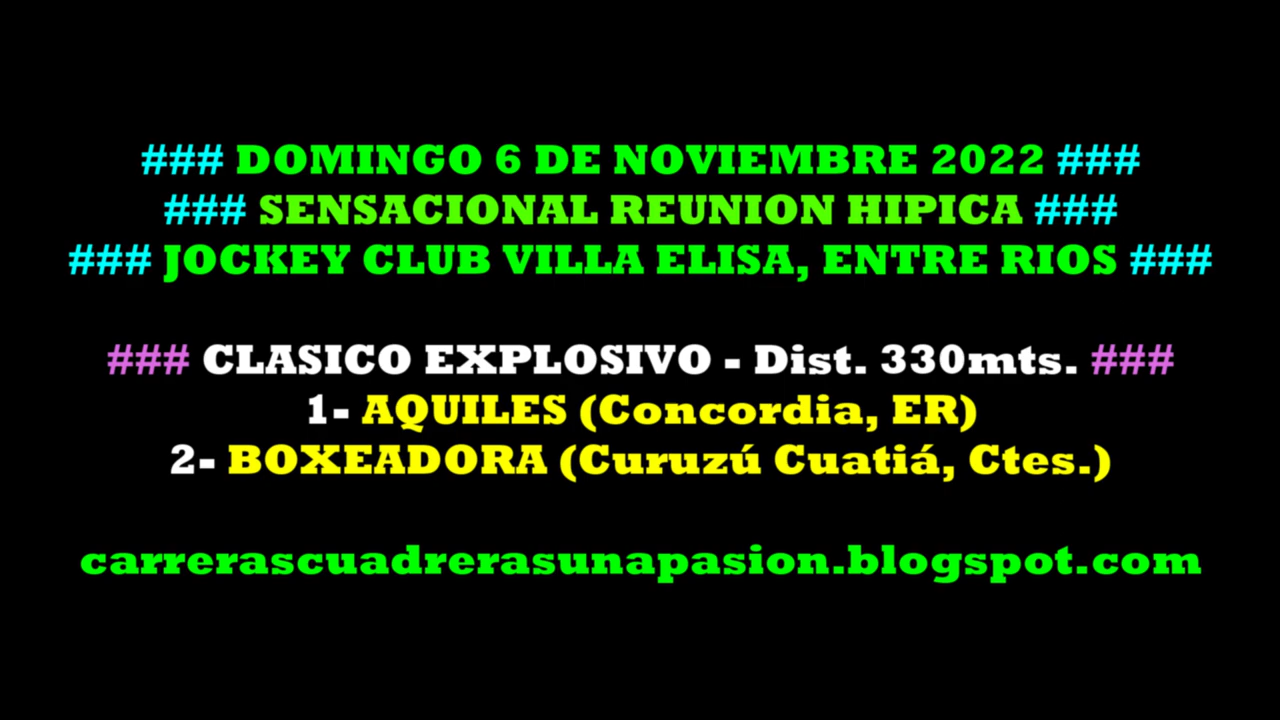 ### DOMINGO 6 DE NOVIEMBRE 2022 ###
### SENSACIONAL REUNION HIPICA ###
### JOCKEY CLUB VILLA ELISA, ENTRE RIOS ###
### CLASICO EXPLOSIVO - Dist. 330mts. ###
1- AQUILES (Concordia, ER)
2- BOXEADORA (Curuzú Cuatiá, Ctes.)
carrerascuadrerasunapasion.blogspot.com